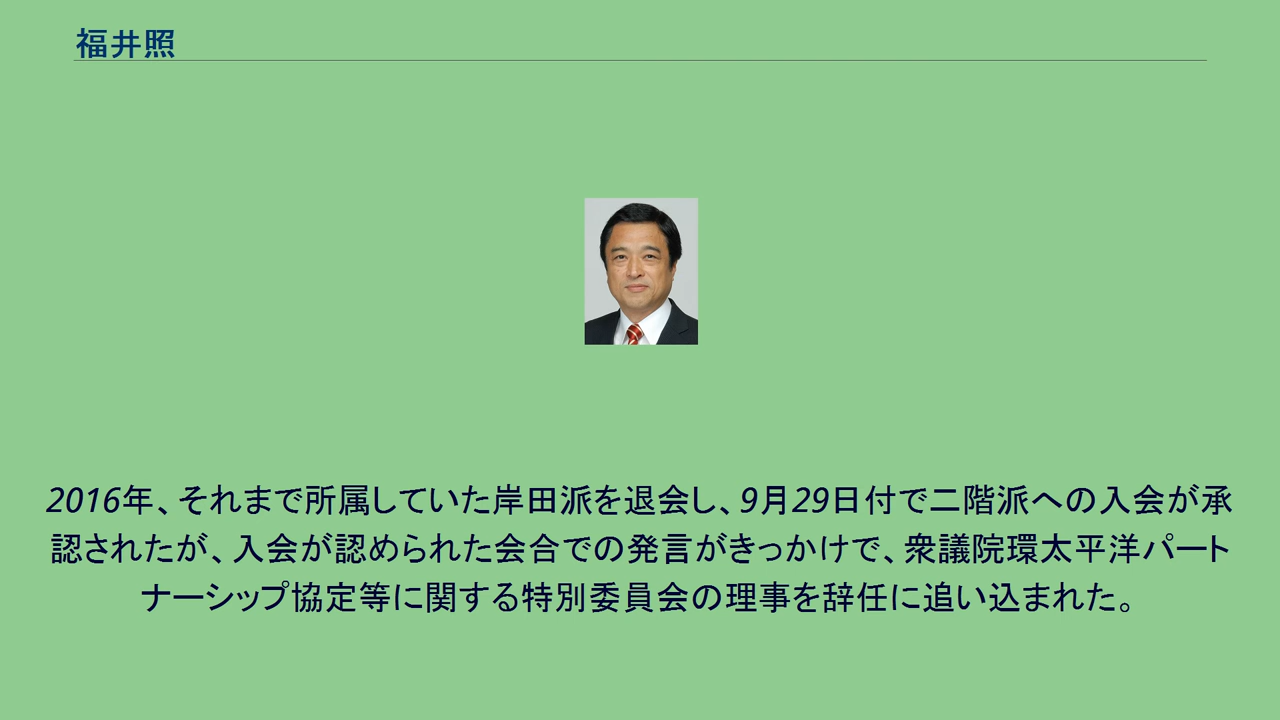 福井照
2016年、それまで所属していた岸田派を退会し、9月29日付で二階派への入会が承
認されたが、入会が認められた会合での発言がきっかけで、衆議院環太平洋パート
ナーシップ協定等に関する特別委員会の理事を辞任に追い込まれた。